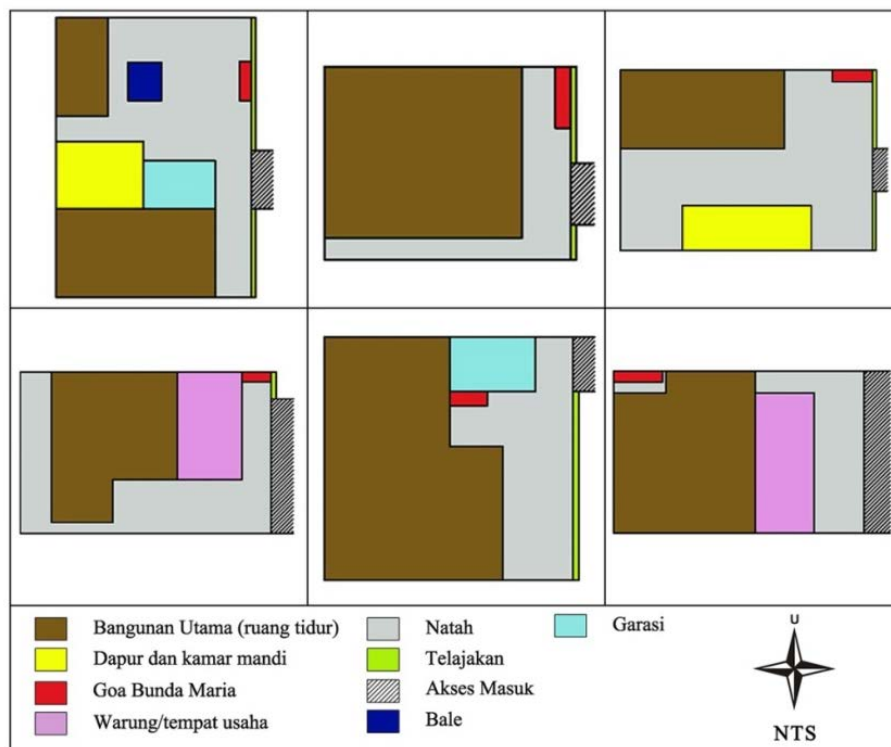 Bangunan Utama (ruang tidur)
Dapur dan kamar mandi
Goa Bunda Maria
Warung/tempat usaha
Natah
Telajakan
Akses Masuk
Bale
Garasi
U
NTS